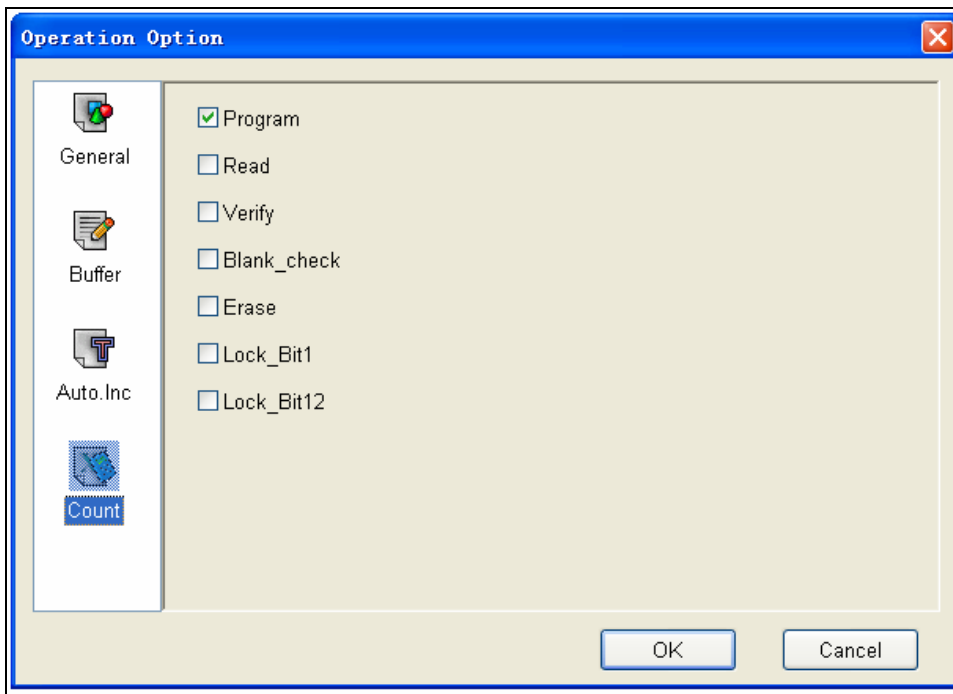 Operation Option
General
Buffer
Auto.Inc
Count
Program
Read
Verify
Blank_check
Erase
Lock_Bit1
Lock_Bit12
OK
Cancel